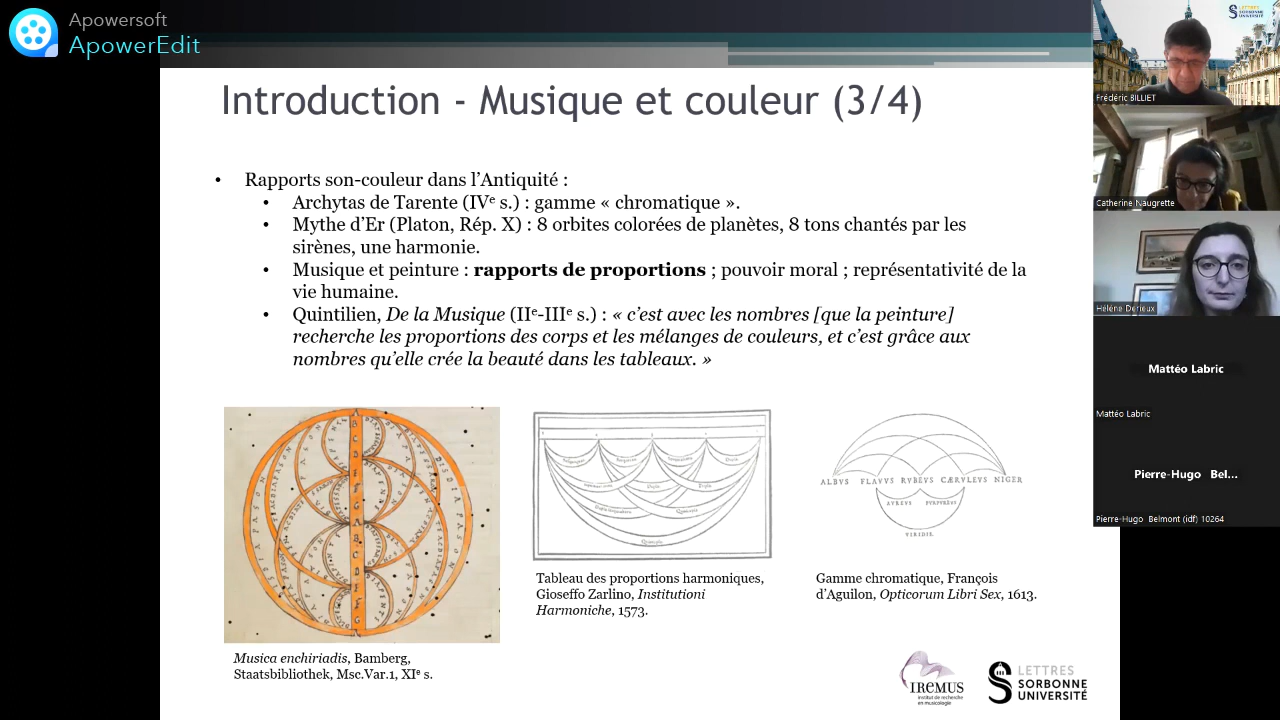 Apowersoft
ApowerEdit
Introduction - Musique et couleur (3/4)
• Rapports son-couleur dans l'Antiquité :
• Archytas de Tarente (IVe s.) : gamme « chromatique ».
• Mythe d'Er (Platon, Rép. X) : 8 orbites colorées de planètes, 8 tons chantés par les
sirènes, une harmonie.
• Musique et peinture : rapports de proportions ; pouvoir moral ; représentativité de la
vie humaine.
• Quintilien, De la Musique (IIe-IIIe s.) : « c'est avec les nombres [que la peinture]
recherche les proportions des corps et les mélanges de couleurs, et c'est grâce aux
nombres qu'elle crée la beauté dans les tableaux. »
ALBVS FLAVVS RVBEVS CÆRVLEVS NIGER
AVREVS PVRPVREVS
VIRIDIS
Musica enchiriadis, Bamberg,
Staatsbibliothek, Msc.Var.1, XIe s.
Tableau des proportions harmoniques,
Gioseffo Zarlino, Institutioni
Harmoniche, 1573.
Gamme chromatique, François
d'Aguilon, Opticorum Libri Sex, 1613.
IREMUS
Institut de recherche
en musicologie
LETTRES
SORBONNE
UNIVERSITÉ
LETTRES
SORBONNE
UNIVERSITÉ
Frédéric BILLIET
Catherine Naugrette
Hélène Derieux
Mattéo Labric
Mattéo Labric
Pierre-Hugo Bel...
Pierre-Hugo Belmont (idf) 10264